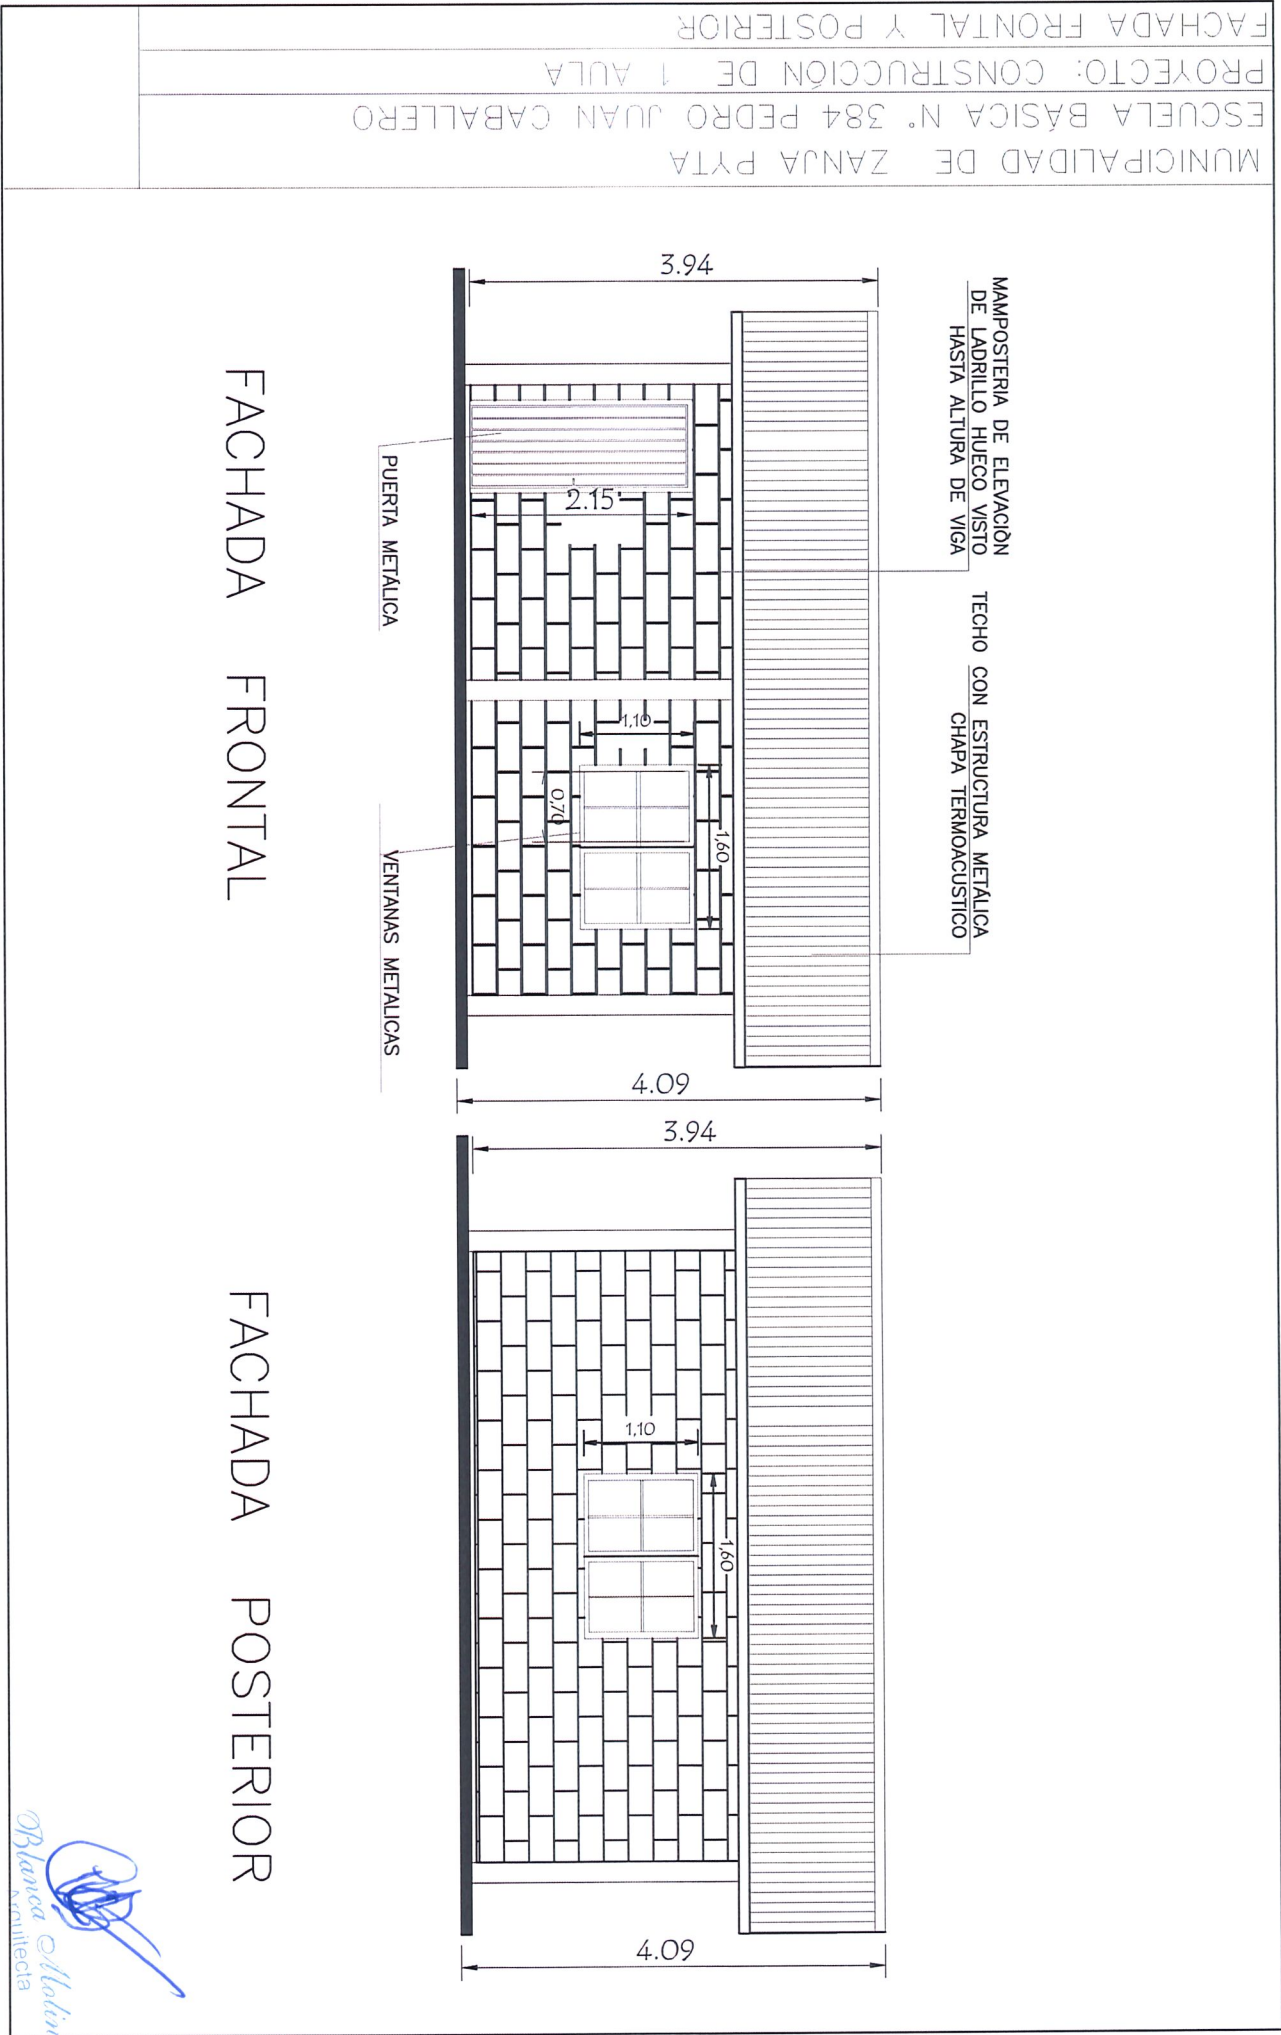 MUNICIPALIDAD DE ZANJA PYTA
ESCUELA BÁSICA N° 384 PEDRO JUAN CABALLERO
PROYECTO: CONSTRUCCIÓN DE 1 AULA
FACHADA FRONTAL Y POSTERIOR
MAMPOSTERIA DE ELEVACIÒN
DE LADRILLO HUECO VISTO
HASTA ALTURA DE VIGA
TECHO CON ESTRUCTURA METÁLICA
CHAPA TERMOACUSTICO
3.94
2.15
1,10
1,60
0,70
4.09
PUERTA METÁLICA
VENTANAS METALICAS
FACHADA FRONTAL
3.94
1,10
1,60
4.09
FACHADA POSTERIOR
Blanca
Arquitecta